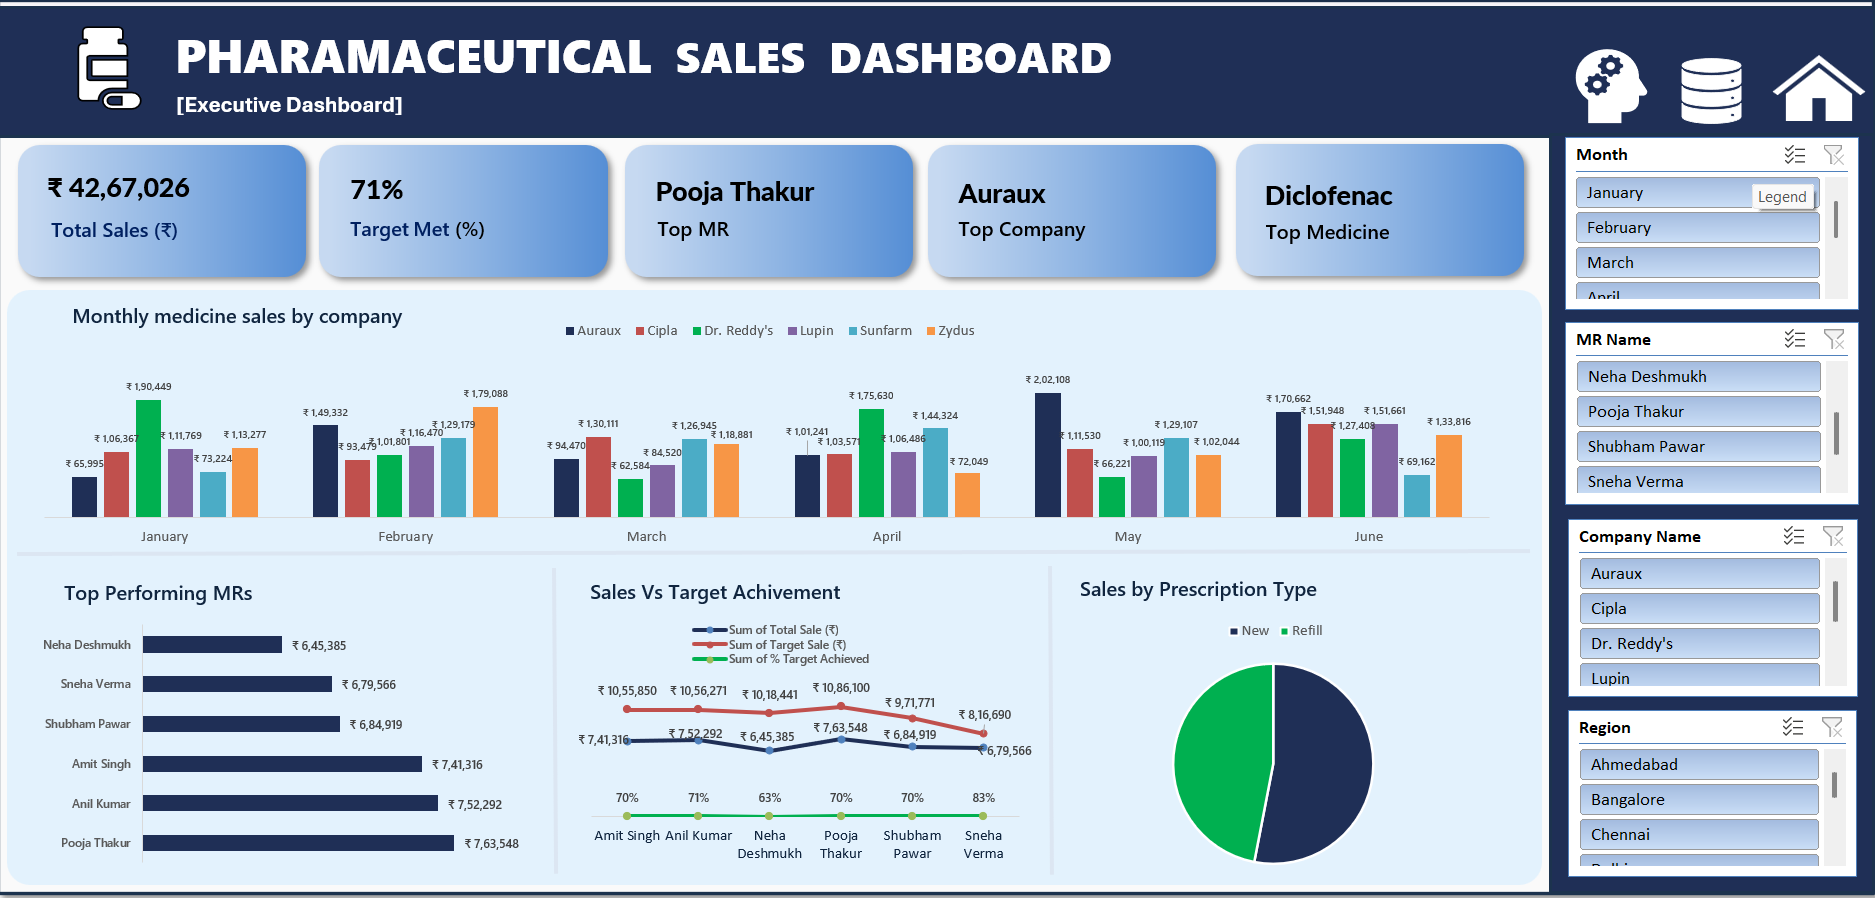 PHARAMACEUTICAL SALES DASHBOARD
[Executive Dashboard]
₹ 42,67,026
Total Sales (₹)
71%
Target Met (%)
Pooja Thakur
Top MR
Auraux
Top Company
Diclofenac
Top Medicine
Monthly medicine sales by company
Auraux Cipla Dr. Reddy's Lupin Sunfarm Zydus
₹ 65,995 ₹ 1,06,367 ₹ 1,90,449 ₹ 1,11,769 ₹ 73,224 ₹ 1,13,277
₹ 1,49,332 ₹ 93,479 ₹ 1,01,801 ₹ 1,16,470 ₹ 1,29,179 ₹ 1,79,088
₹ 94,470 ₹ 1,30,111 ₹ 62,584 ₹ 84,520 ₹ 1,26,945 ₹ 1,18,881
₹ 1,01,241 ₹ 1,03,571 ₹ 1,75,630 ₹ 1,06,486 ₹ 1,44,324 ₹ 72,049
₹ 2,02,108 ₹ 1,11,530 ₹ 66,221 ₹ 1,00,119 ₹ 1,29,107 ₹ 1,02,044
₹ 1,70,662 ₹ 1,51,948 ₹ 1,27,408 ₹ 1,51,661 ₹ 69,162 ₹ 1,33,816
January February March April May June
Top Performing MRs
Neha Deshmukh ₹ 6,45,385
Sneha Verma ₹ 6,79,566
Shubham Pawar ₹ 6,84,919
Amit Singh ₹ 7,41,316
Anil Kumar ₹ 7,52,292
Pooja Thakur ₹ 7,63,548
Sales Vs Target Achivement
Sum of Total Sale (₹)
Sum of Target Sale (₹)
Sum of % Target Achieved
₹ 10,55,850 ₹ 10,56,271 ₹ 10,18,441 ₹ 10,86,100 ₹ 9,71,771 ₹ 8,16,690
₹ 7,41,316 ₹ 7,52,292 ₹ 6,45,385 ₹ 7,63,548 ₹ 6,84,919 ₹ 6,79,566
70% 71% 63% 70% 70% 83%
Amit Singh Anil Kumar Neha Deshmukh Pooja Thakur Shubham Pawar Sneha Verma
Sales by Prescription Type
New Refill
Month
January
Legend
February
March
April
MR Name
Neha Deshmukh
Pooja Thakur
Shubham Pawar
Sneha Verma
Company Name
Auraux
Cipla
Dr. Reddy's
Lupin
Region
Ahmedabad
Bangalore
Chennai